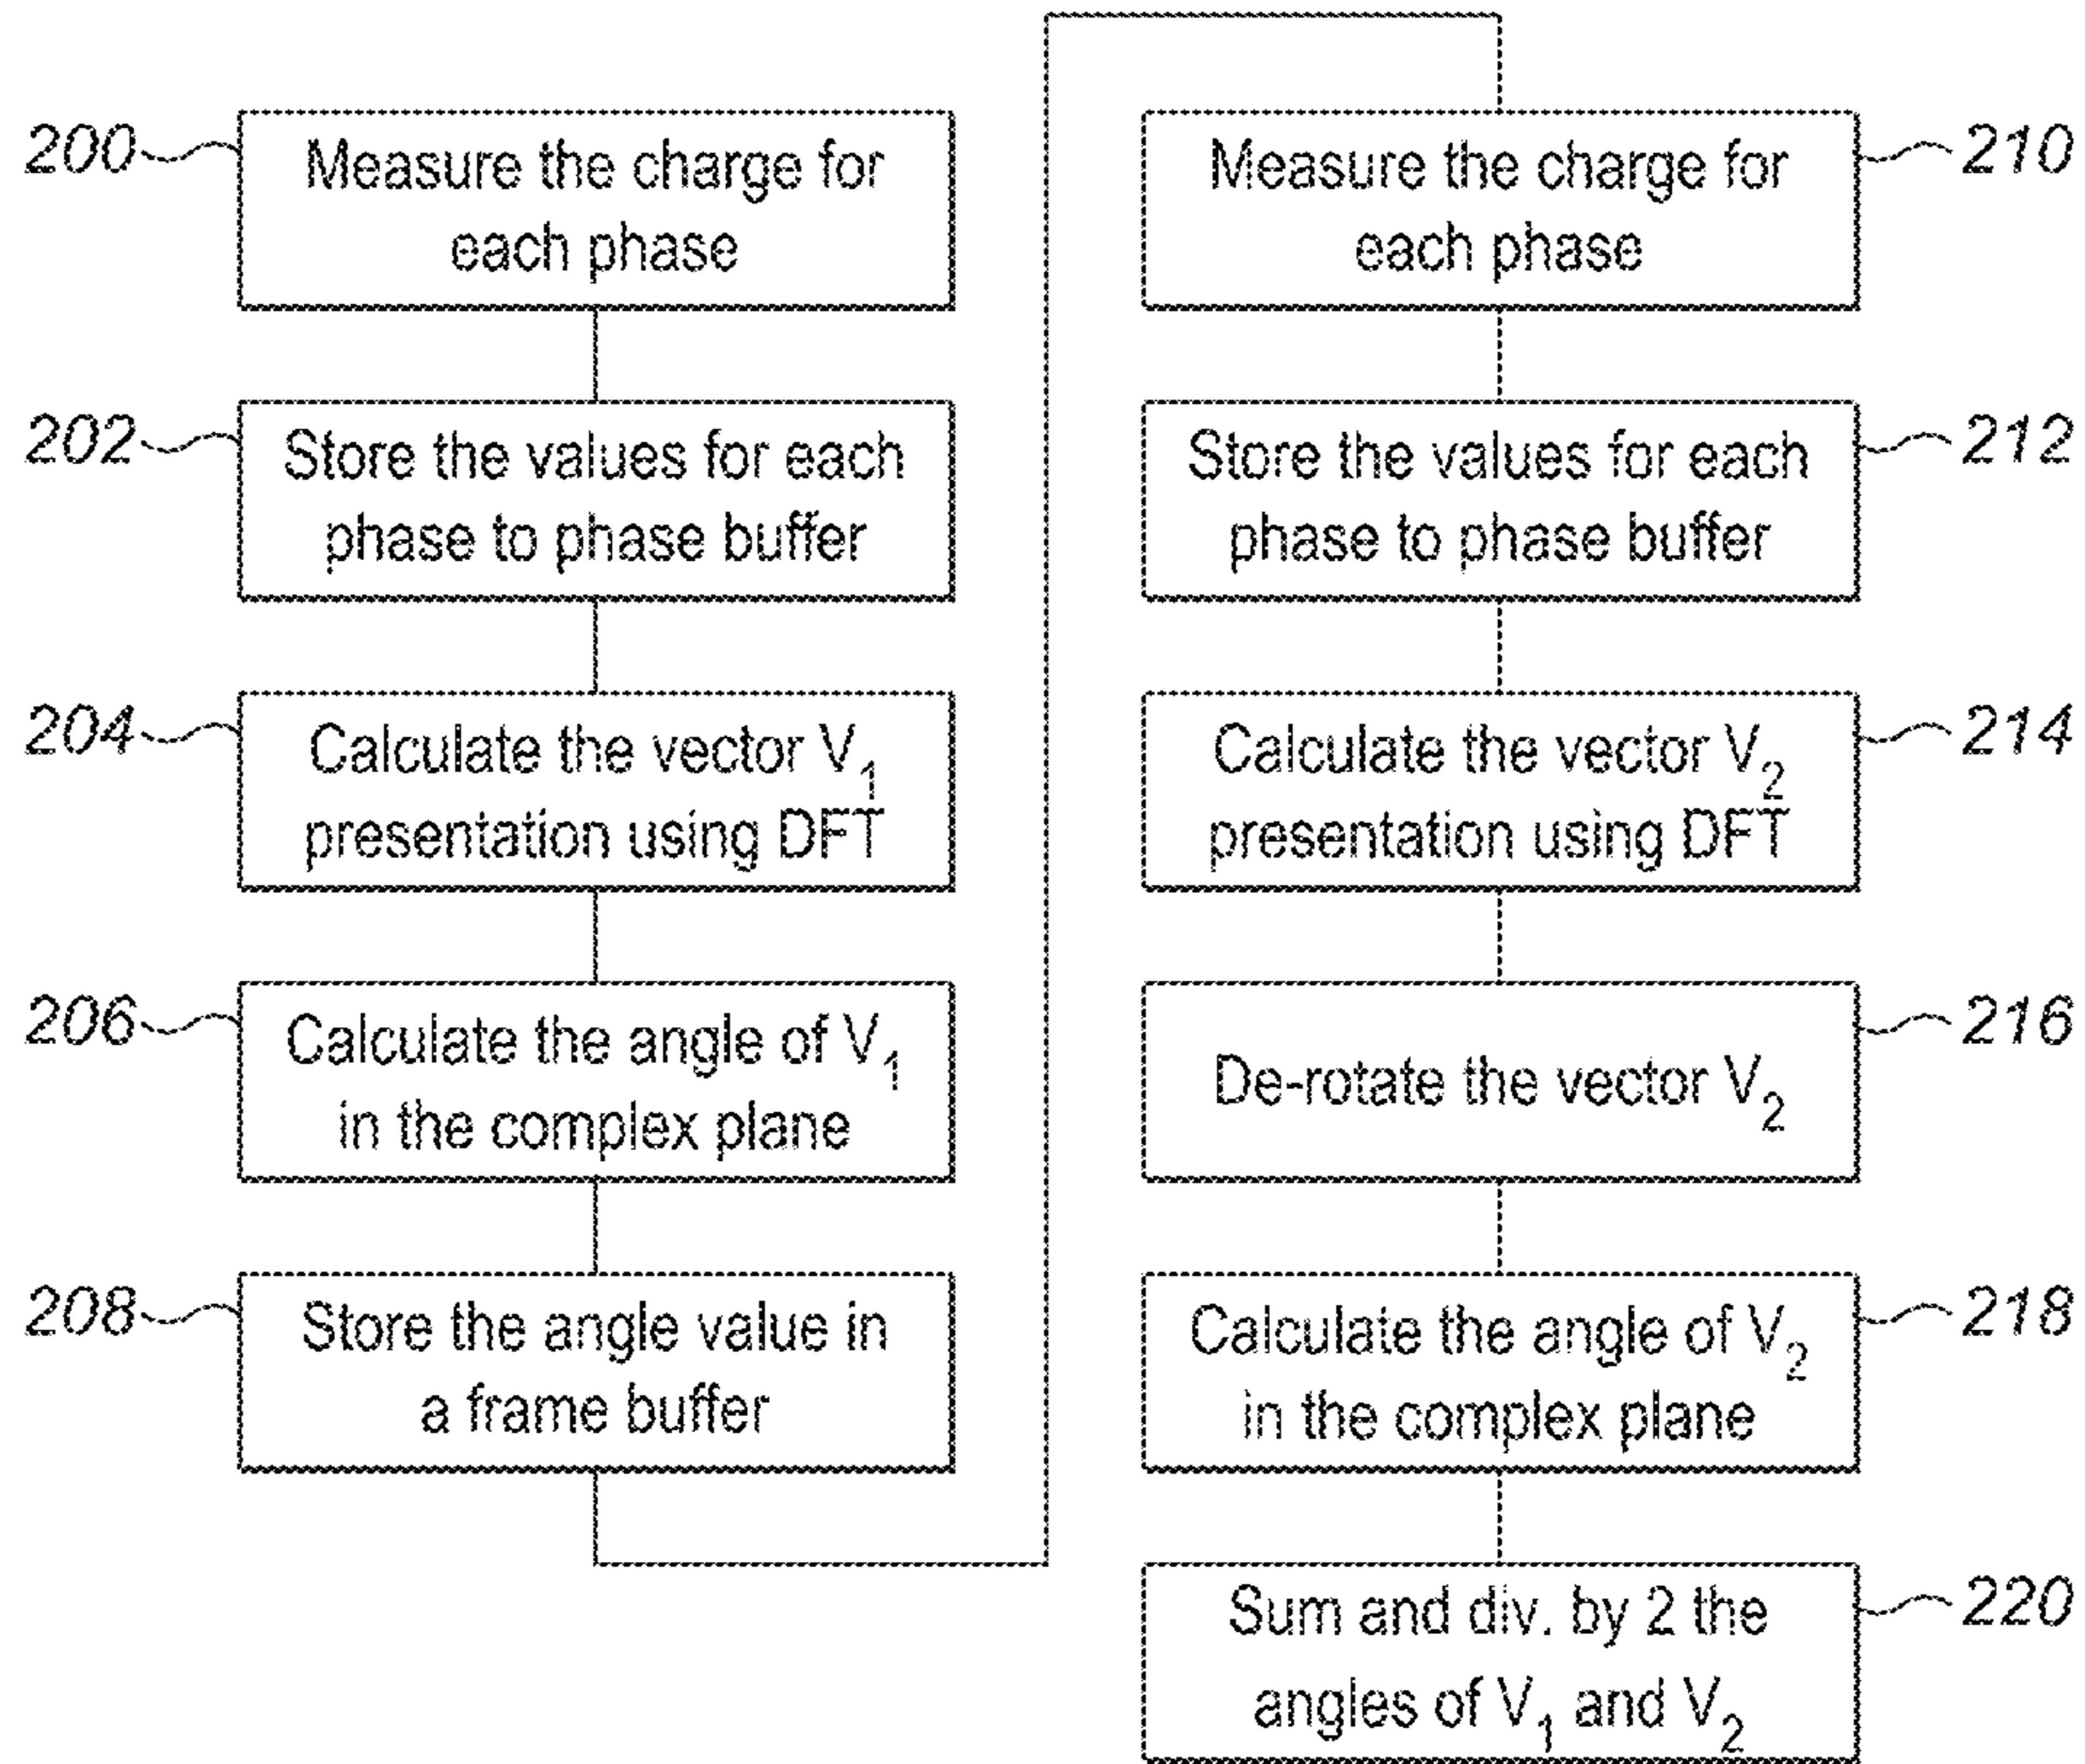 200
Measure the charge for
each phase
202
Store the values for each
phase to phase buffer
204
Calculate the vector V₁
presentation using DFT
206
Calculate the angle of V₁
in the complex plane
208
Store the angle value in
a frame buffer
210
Measure the charge for
each phase
212
Store the values for each
phase to phase buffer
214
Calculate the vector V₂
presentation using DFT
216
De-rotate the vector V₂
218
Calculate the angle of V₂
in the complex plane
220
Sum and div. by 2 the
angles of V₁ and V₂